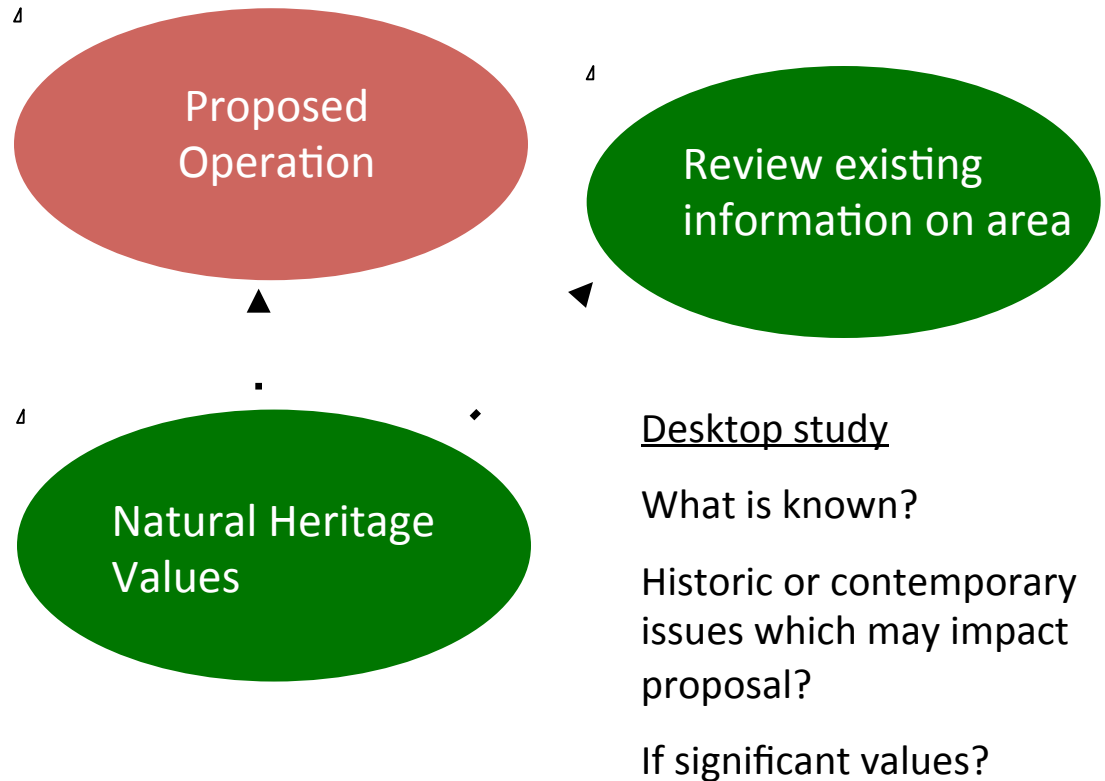 Proposed
Operation
Review existing
information on area
Natural Heritage
Values
Desktop study
What is known?
Historic or contemporary
issues which may impact
proposal?
If significant values?